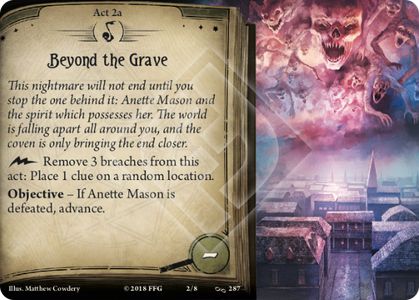 Act 2a
Beyond the Grave
This nightmare will not end until you
stop the one behind it: Anette Mason and
the spirit which possesses her. The world
is falling apart all around you, and the
coven is only bringing the end closer.
Remove 3 breaches from this
act: Place 1 clue on a random location.
Objective – If Anette Mason is
defeated, advance.
–
Illus. Matthew Cowdery © 2018 FFG 2/8 287